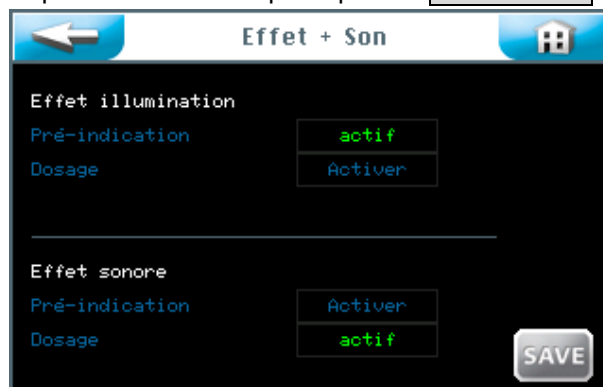 Effet + Son
Effet illumination
Pré-indication actif
Dosage Activer
Effet sonore
Pré-indication Activer
Dosage actif
SAVE